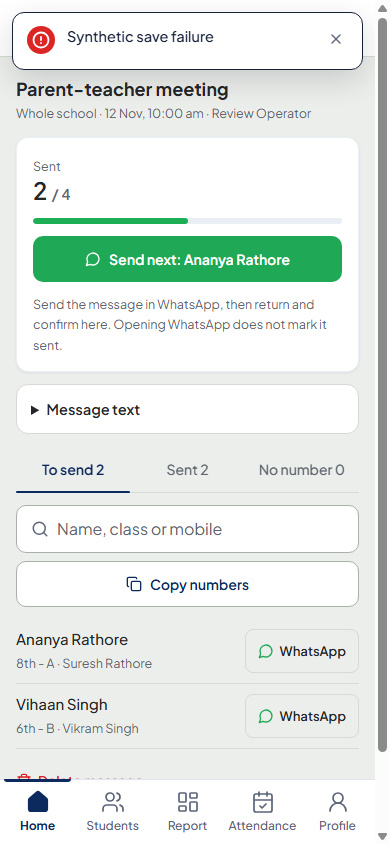 Synthetic save failure
Parent-teacher meeting
Whole school · 12 Nov, 10:00 am · Review Operator
Sent
2 / 4
Send next: Ananya Rathore
Send the message in WhatsApp, then return and
confirm here. Opening WhatsApp does not mark it
sent.
Message text
To send 2
Sent 2
No number 0
Name, class or mobile
Copy numbers
Ananya Rathore
WhatsApp
8th - A · Suresh Rathore
Vihaan Singh
WhatsApp
6th - B · Vikram Singh
Home
Students
Report
Attendance
Profile